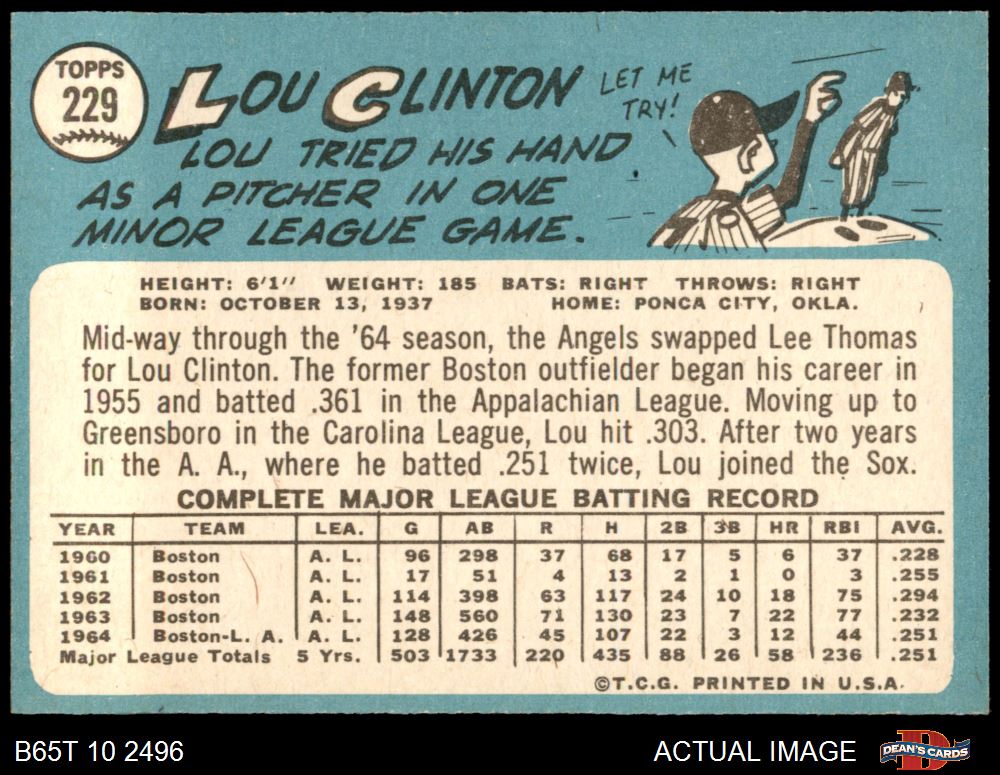 TOPPS
229
LOU CLINTON
LET ME
TRY!
LOU TRIED HIS HAND
AS A PITCHER IN ONE
MINOR LEAGUE GAME.
HEIGHT: 6'1" WEIGHT: 185 BATS: RIGHT THROWS: RIGHT
BORN: OCTOBER 13, 1937 HOME: PONCA CITY, OKLA.
Mid-way through the '64 season, the Angels swapped Lee Thomas
for Lou Clinton. The former Boston outfielder began his career in
1955 and batted .361 in the Appalachian League. Moving up to
Greensboro in the Carolina League, Lou hit .303. After two years
in the A. A., where he batted .251 twice, Lou joined the Sox.
COMPLETE MAJOR LEAGUE BATTING RECORD
YEAR TEAM LEA. G AB R H 2B 3B HR RBI AVG.
1960 Boston A. L. 96 298 37 68 17 5 6 37 .228
1961 Boston A. L. 17 51 4 13 2 1 0 3 .255
1962 Boston A. L. 114 398 63 117 24 10 18 75 .294
1963 Boston A. L. 148 560 71 130 23 7 22 77 .232
1964 Boston-L. A. A. L. 128 426 45 107 22 3 12 44 .251
Major League Totals 5 Yrs. 503 1733 220 435 88 26 58 236 .251
©T.C.G. PRINTED IN U.S.A.
B65T 10 2496 ACTUAL IMAGE DEAN'S CARDS